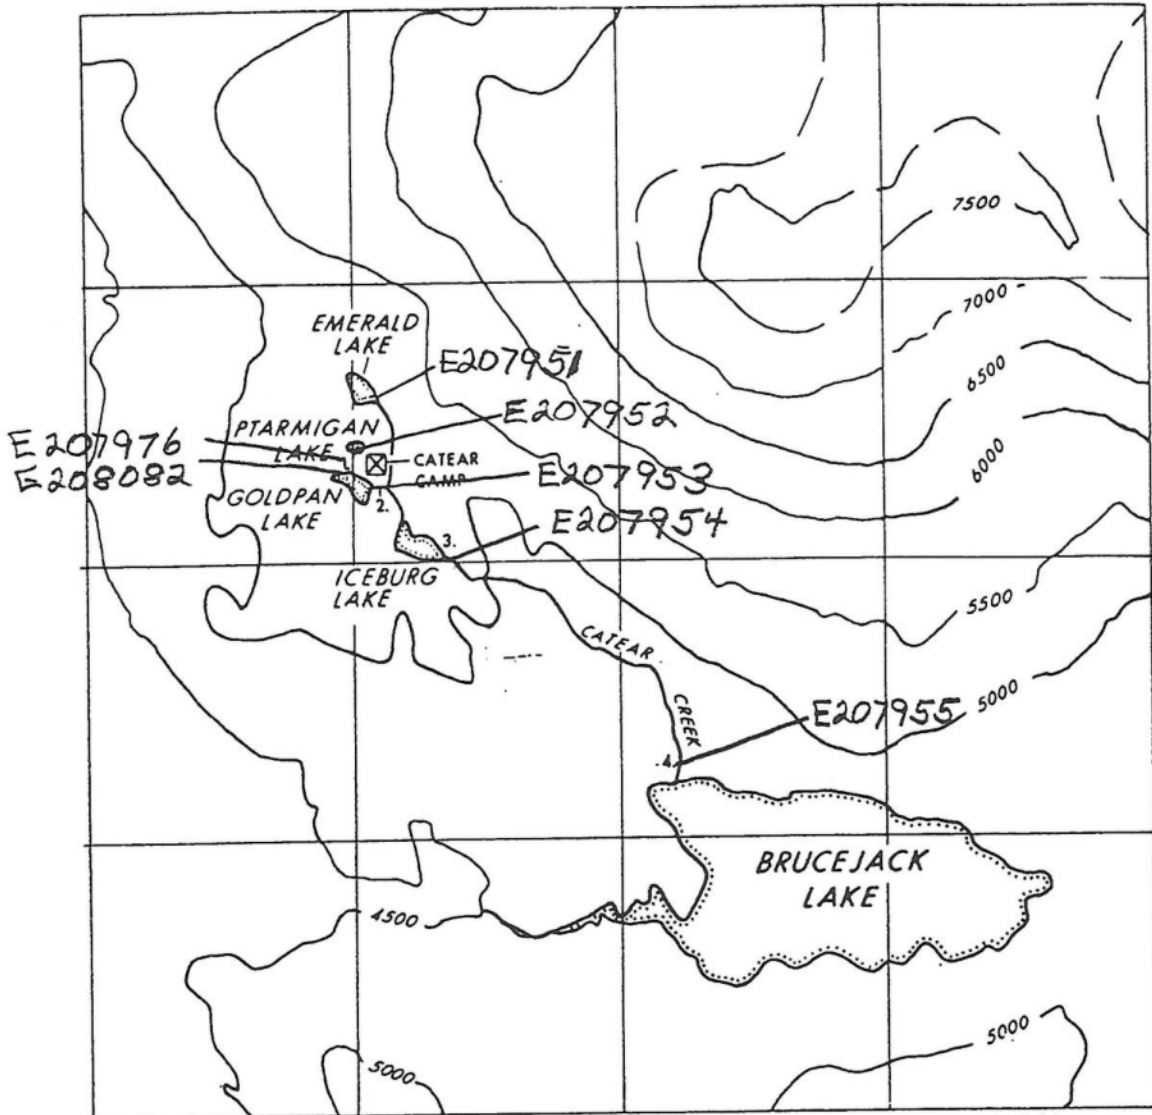 7500
7000
EMERALD
LAKE
E207951
6500
E207952
E207976
PTARMIGAN
LAKE
CATEAR
CAMP
6000
E208082
E207953
GOLDPAN
LAKE
2.
E207954
3.
ICEBURG
LAKE
5500
CATEAR
CREEK
5000
E207955
4.
BRUCEJACK
LAKE
4500
5000
5000